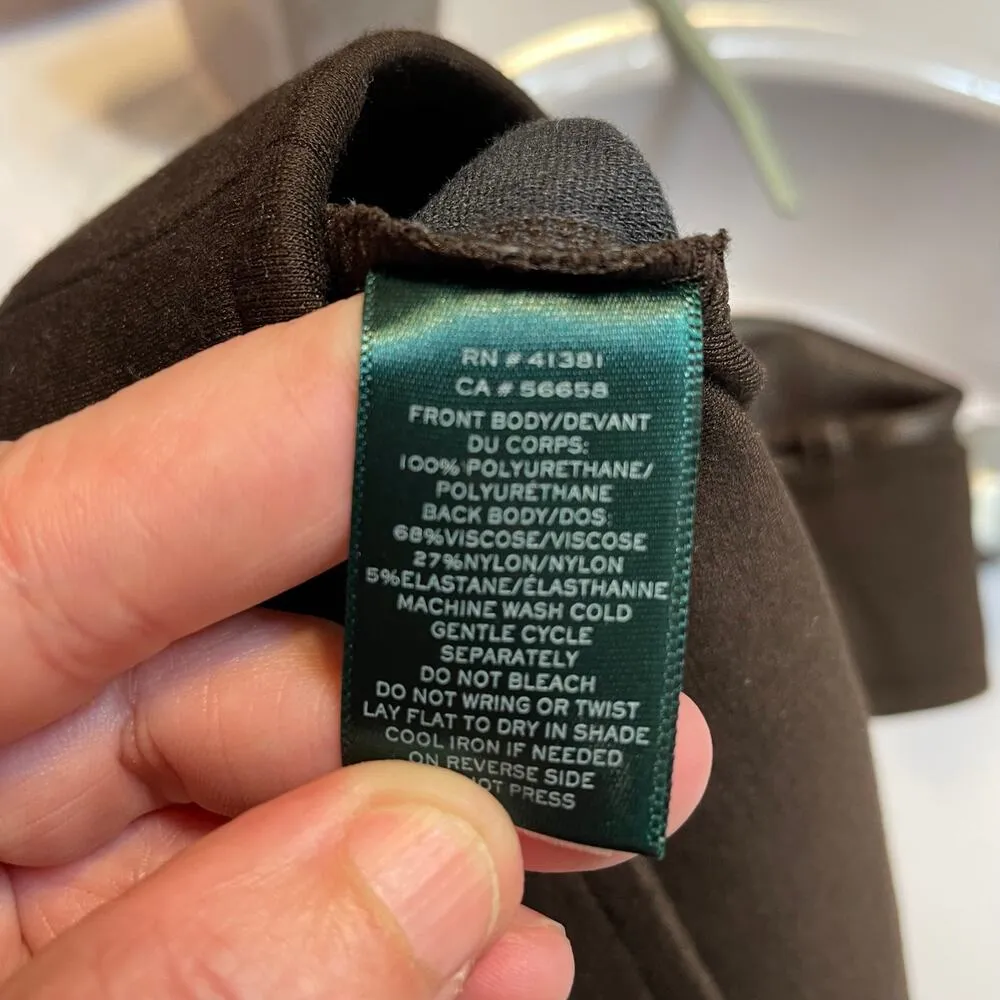 RN # 41381
CA # 56658
FRONT BODY/DEVANT
DU CORPS:
100% POLYURETHANE/
POLYURÉTHANE
BACK BODY/DOS:
68%VISCOSE/VISCOSE
27%NYLON/NYLON
5%ELASTANE/ÉLASTHANNE
MACHINE WASH COLD
GENTLE CYCLE
SEPARATELY
DO NOT BLEACH
DO NOT WRING OR TWIST
LAY FLAT TO DRY IN SHADE
COOL IRON IF NEEDED
ON REVERSE SIDE
PRESS